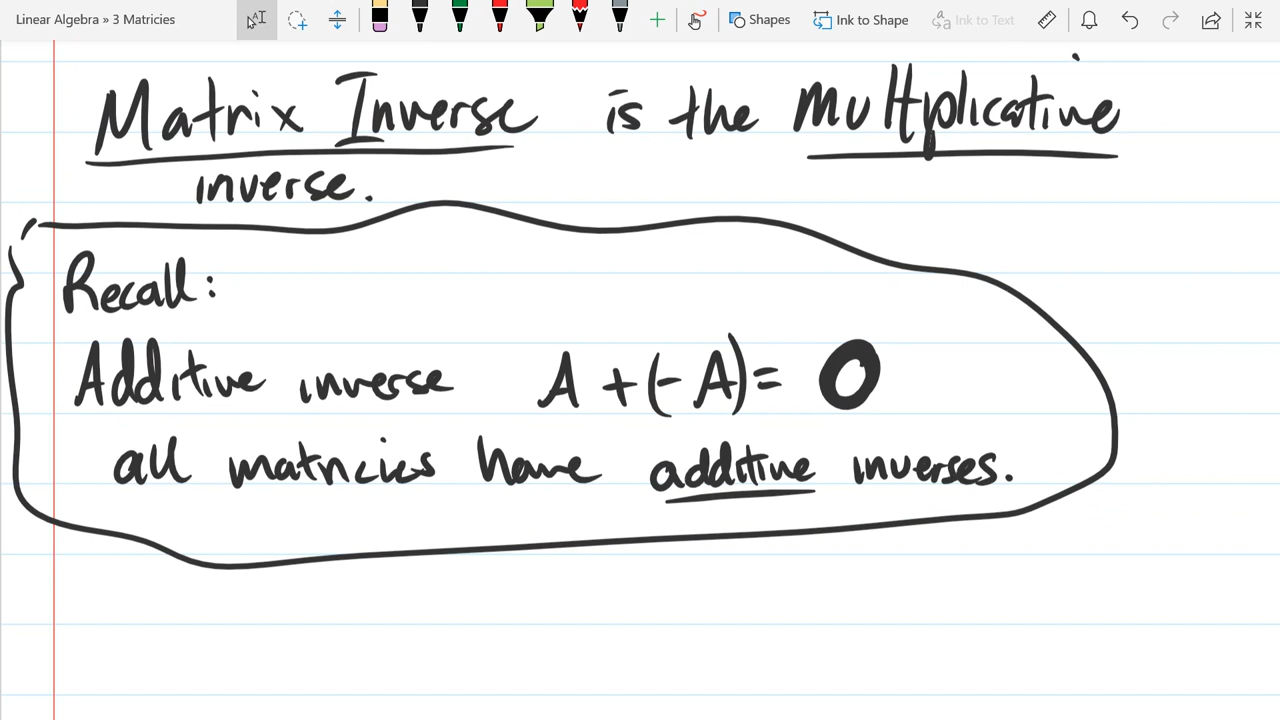 Linear Algebra » 3 Matricies
Shapes
Ink to Shape
Ink to Text
Matrix Inverse is the Multplicative
inverse.
Recall:
Additive inverse A + (-A) = 0
all matricies have additive inverses.